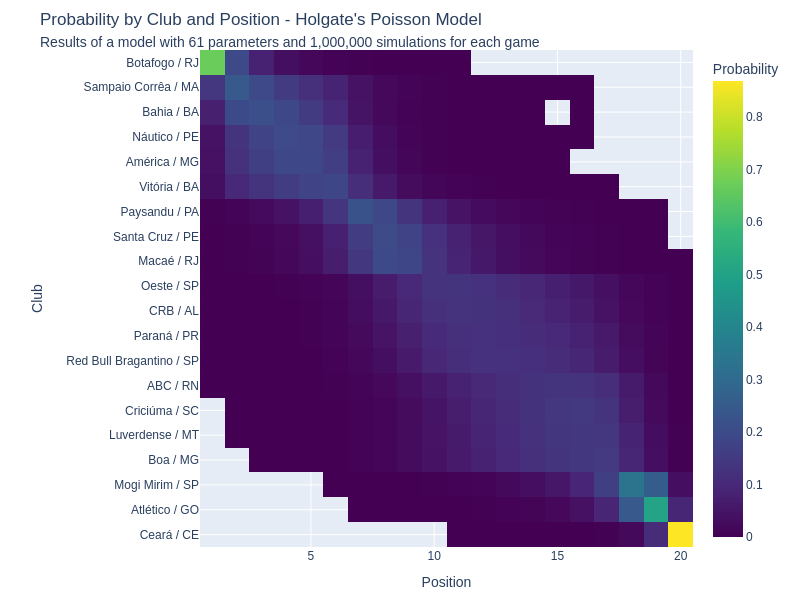 Probability by Club and Position - Holgate's Poisson Model
Results of a model with 61 parameters and 1,000,000 simulations for each game
Probability
Botafogo / RJ
Sampaio Corrêa / MA
Bahia / BA
Náutico / PE
América / MG
Vitória / BA
Paysandu / PA
Santa Cruz / PE
Macaé / RJ
Oeste / SP
CRB / AL
Paraná / PR
Red Bull Bragantino / SP
ABC / RN
Criciúma / SC
Luverdense / MT
Boa / MG
Mogi Mirim / SP
Atlético / GO
Ceará / CE
Club
5
10
15
20
Position
0.8
0.7
0.6
0.5
0.4
0.3
0.2
0.1
0